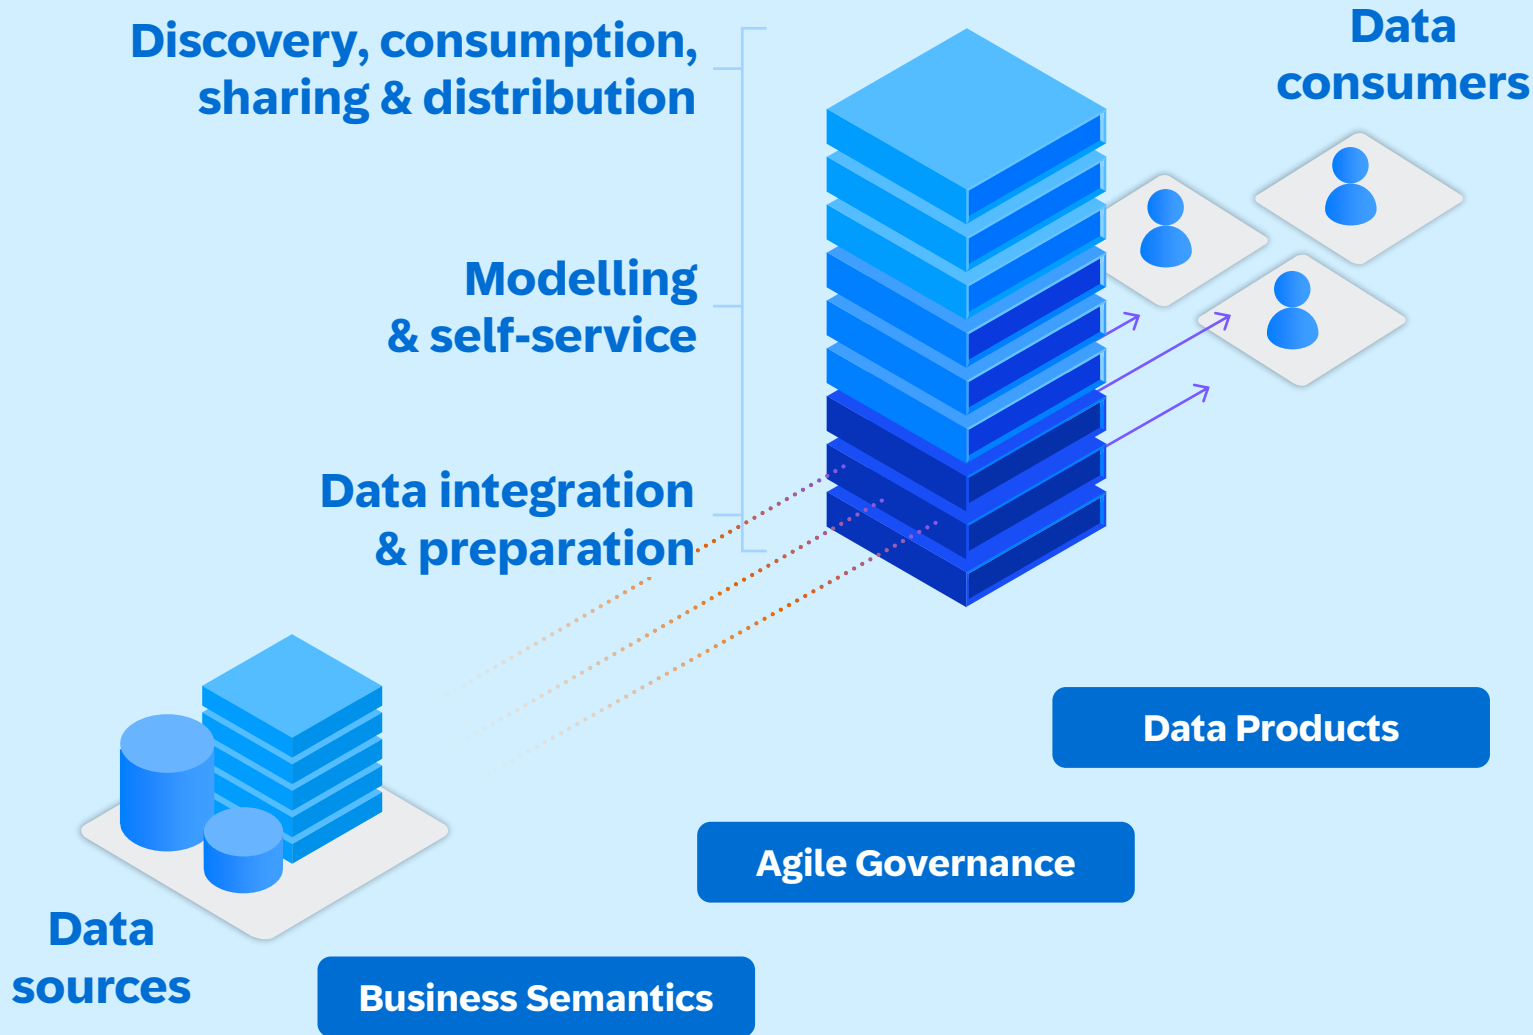 Discovery, consumption,
sharing & distribution
Data
consumers
Modelling
& self-service
Data integration
& preparation
Data Products
Agile Governance
Data
sources
Business Semantics